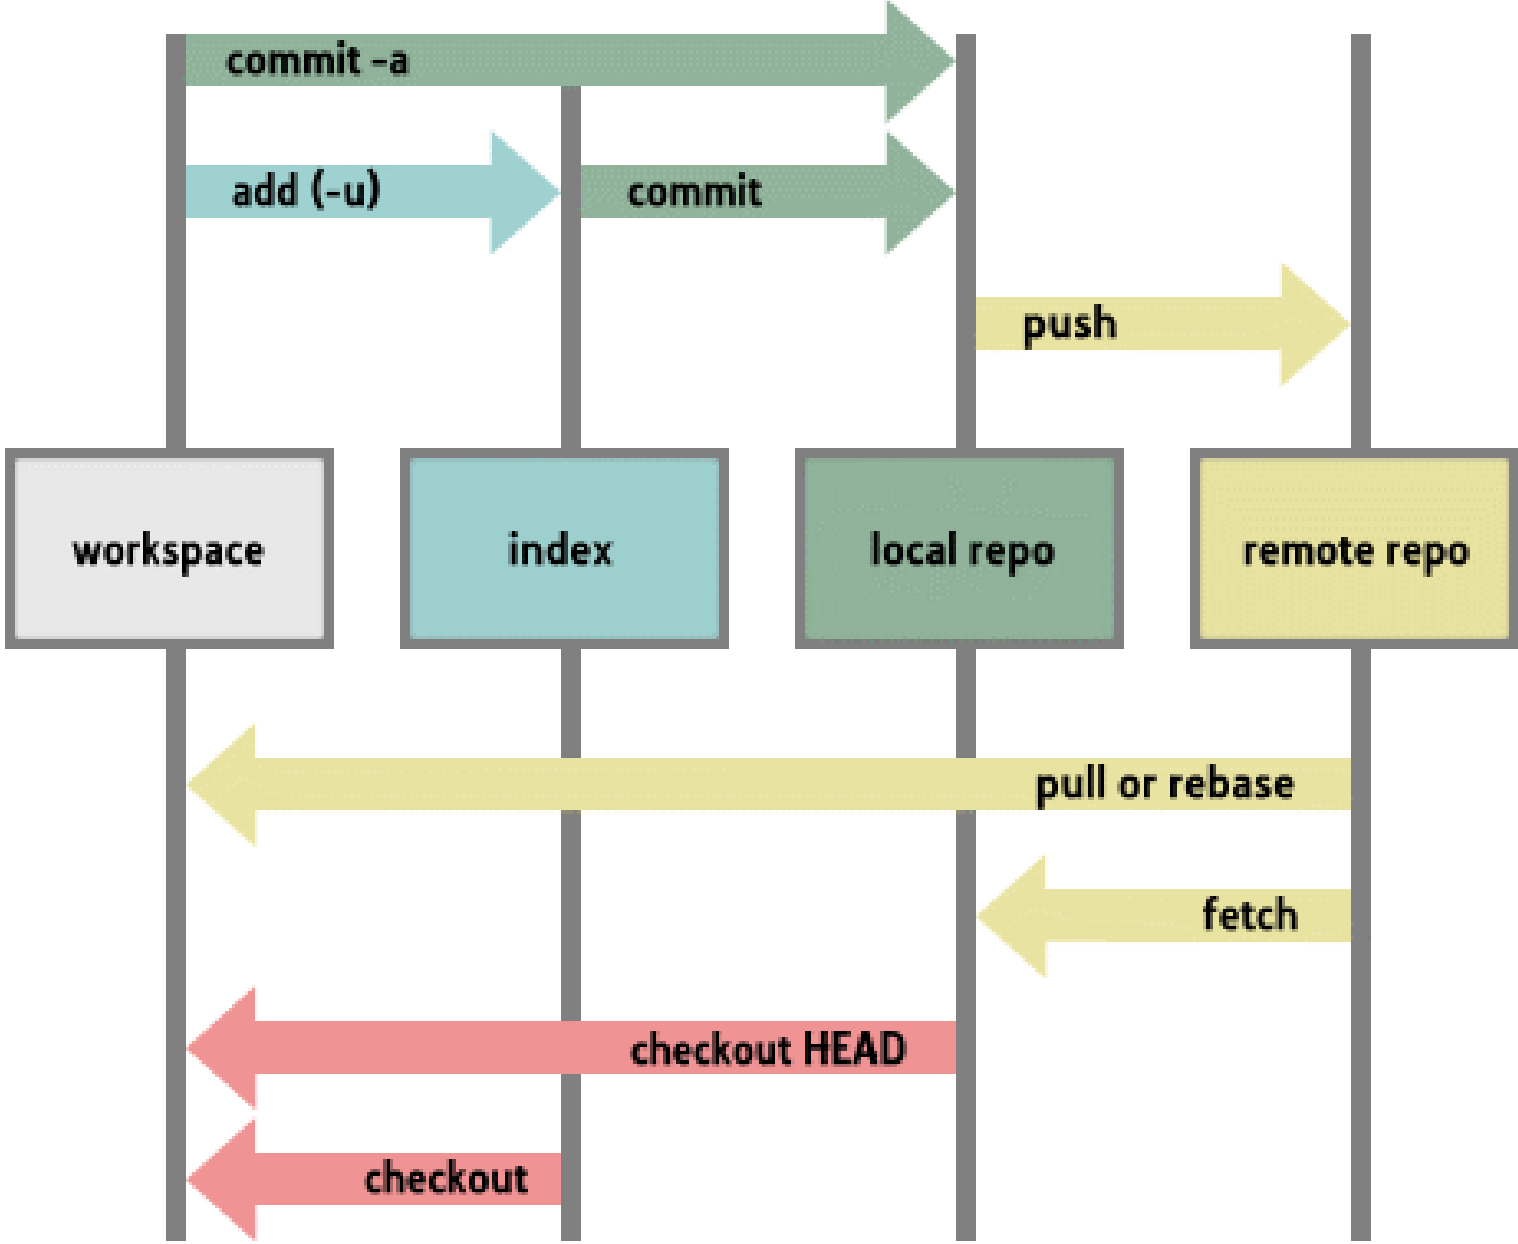 commit -a
add (-u)
commit
push
workspace
index
local repo
remote repo
pull or rebase
fetch
checkout HEAD
checkout